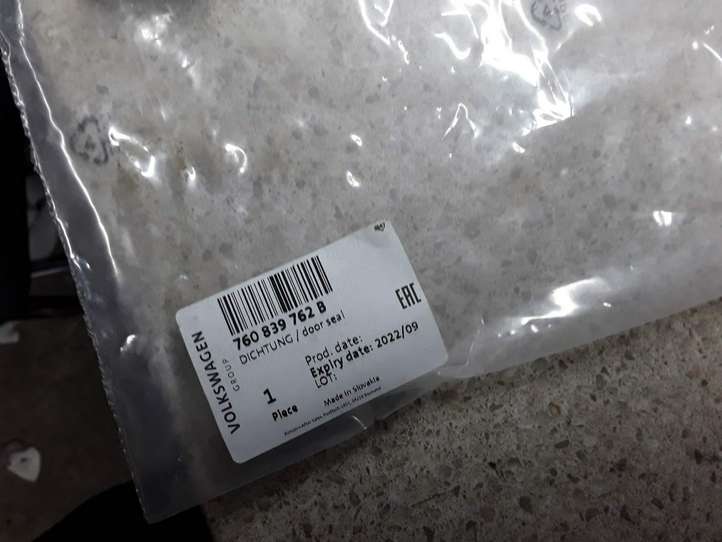 VOLKSWAGEN
GROUP
760 839 762 B
DICHTUNG / door seal
EAC
Prod. date:
Expiry date: 2022/09
LOT:
1
Piece
Made in Slovakia